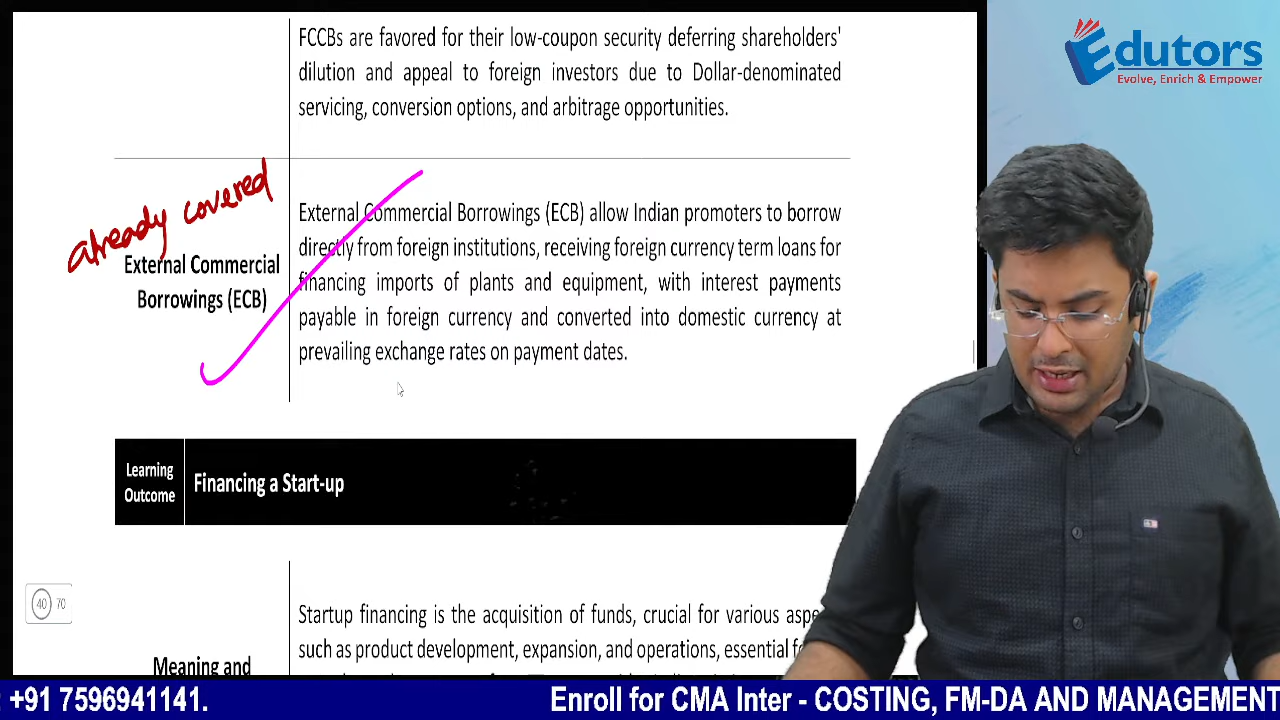 FCCBs are favored for their low-coupon security deferring shareholders'
dilution and appeal to foreign investors due to Dollar-denominated
servicing, conversion options, and arbitrage opportunities.
Edutors
Evolve, Enrich & Empower
already covered
External Commercial
Borrowings (ECB)
External Commercial Borrowings (ECB) allow Indian promoters to borrow
directly from foreign institutions, receiving foreign currency term loans for
financing imports of plants and equipment, with interest payments
payable in foreign currency and converted into domestic currency at
prevailing exchange rates on payment dates.
Learning
Outcome
Financing a Start-up
40 70
Meaning and
Startup financing is the acquisition of funds, crucial for various
such as product development, expansion, and operations, essential
: +91 7596941141.
Enroll for CMA Inter - COSTING, FM-DA AND MANAGEMENT